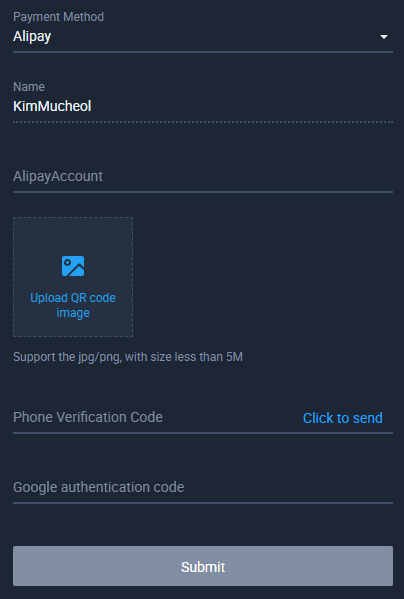 Payment Method
Alipay
Name
KimMucheol
AlipayAccount
Upload QR code
image
Support the jpg/png, with size less than 5M
Phone Verification Code Click to send
Google authentication code
Submit